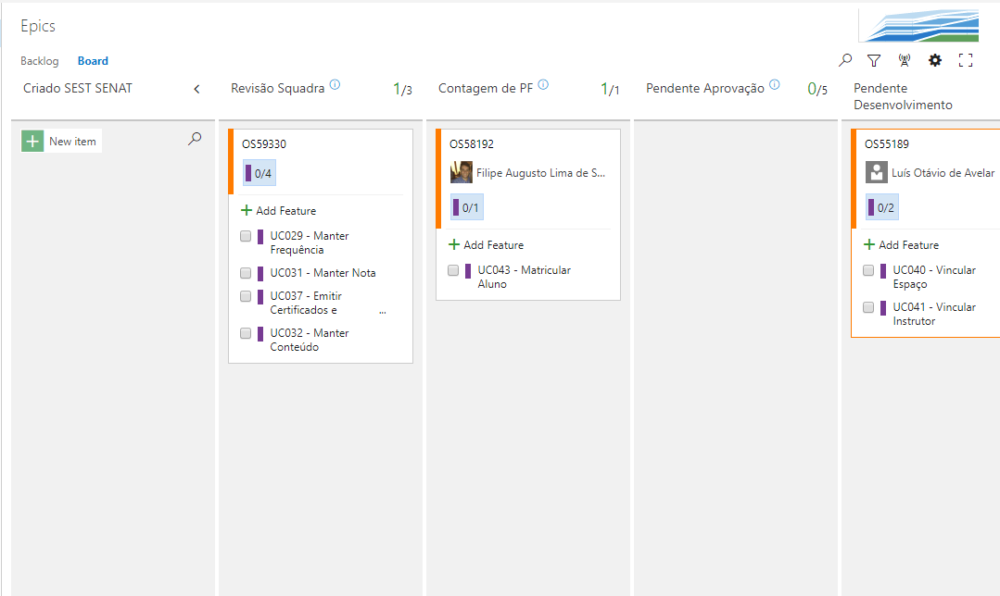 Epics
Backlog Board
Criado SEST SENAT
New item
Revisão Squadra 1/3
OS59330
0/4
Add Feature
UC029 - Manter
Frequência
UC031 - Manter Nota
UC037 - Emitir
Certificados e ...
UC032 - Manter
Conteúdo
Contagem de PF 1/1
OS58192
Filipe Augusto Lima de S...
0/1
Add Feature
UC043 - Matricular
Aluno
Pendente Aprovação 0/5
Pendente
Desenvolvimento
OS55189
Luís Otávio de Avelar
0/2
Add Feature
UC040 - Vincular
Espaço
UC041 - Vincular
Instrutor